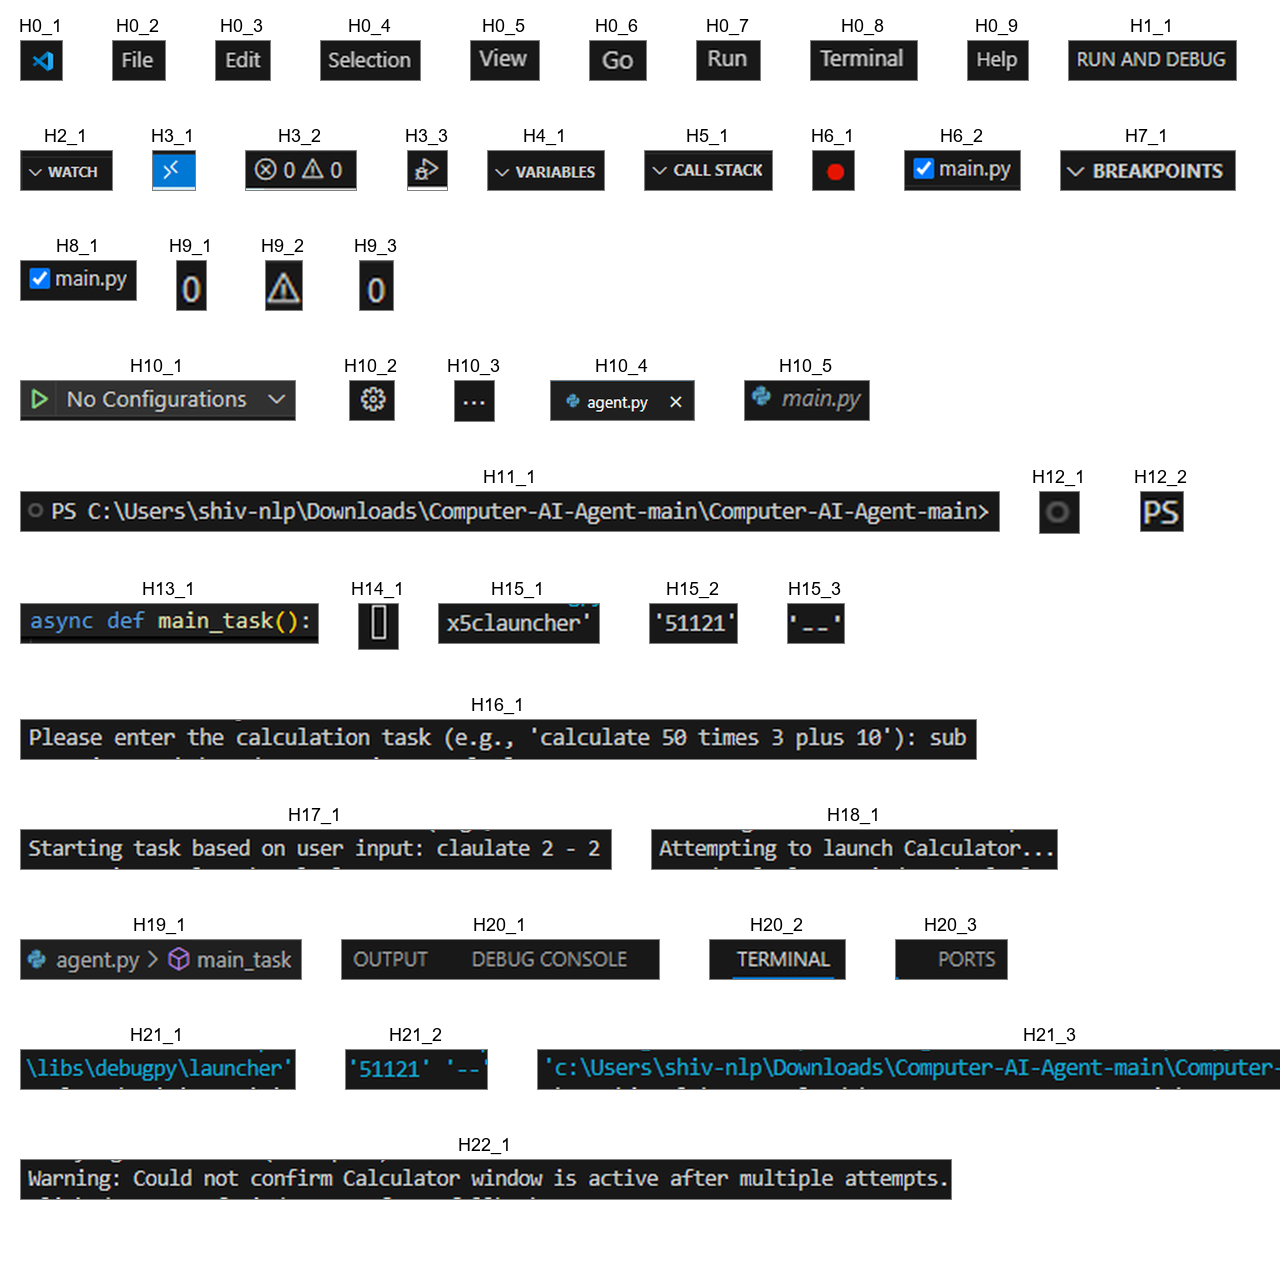 H0_1 H0_2 H0_3 H0_4 H0_5 H0_6 H0_7 H0_8 H0_9 H1_1
File Edit Selection View Go Run Terminal Help RUN AND DEBUG
H2_1 H3_1 H3_2 H3_3 H4_1 H5_1 H6_1 H6_2 H7_1
WATCH 0 0 VARIABLES CALL STACK main.py BREAKPOINTS
H8_1 H9_1 H9_2 H9_3
main.py 0 0
H10_1 H10_2 H10_3 H10_4 H10_5
No Configurations ... agent.py × main.py
H11_1 H12_1 H12_2
PS C:\Users\shiv-nlp\Downloads\Computer-AI-Agent-main\Computer-AI-Agent-main> PS
H13_1 H14_1 H15_1 H15_2 H15_3
async def main_task(): x5clauncher' '51121' '--'
H16_1
Please enter the calculation task (e.g., 'calculate 50 times 3 plus 10'): sub
H17_1 H18_1
Starting task based on user input: claulate 2 - 2 Attempting to launch Calculator...
H19_1 H20_1 H20_2 H20_3
agent.py > main_task OUTPUT DEBUG CONSOLE TERMINAL PORTS
H21_1 H21_2 H21_3
\libs\debugpy\launcher' '51121' '--' 'c:\Users\shiv-nlp\Downloads\Computer-AI-Agent-main\Computer-
H22_1
Warning: Could not confirm Calculator window is active after multiple attempts.